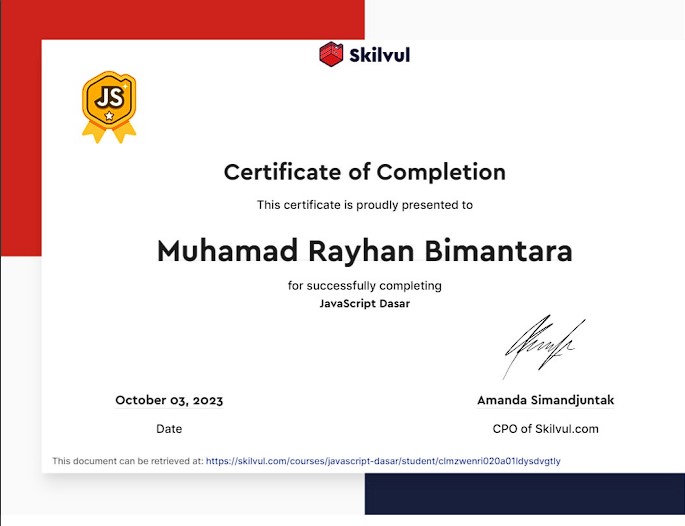 Skilvul
JS
Certificate of Completion
This certificate is proudly presented to
Muhamad Rayhan Bimantara
for successfully completing
JavaScript Dasar
October 03, 2023
Date
Amanda Simandjuntak
CPO of Skilvul.com
This document can be retrieved at: https://skilvul.com/courses/javascript-dasar/student/clmzwenri020a01ldysdvgtly